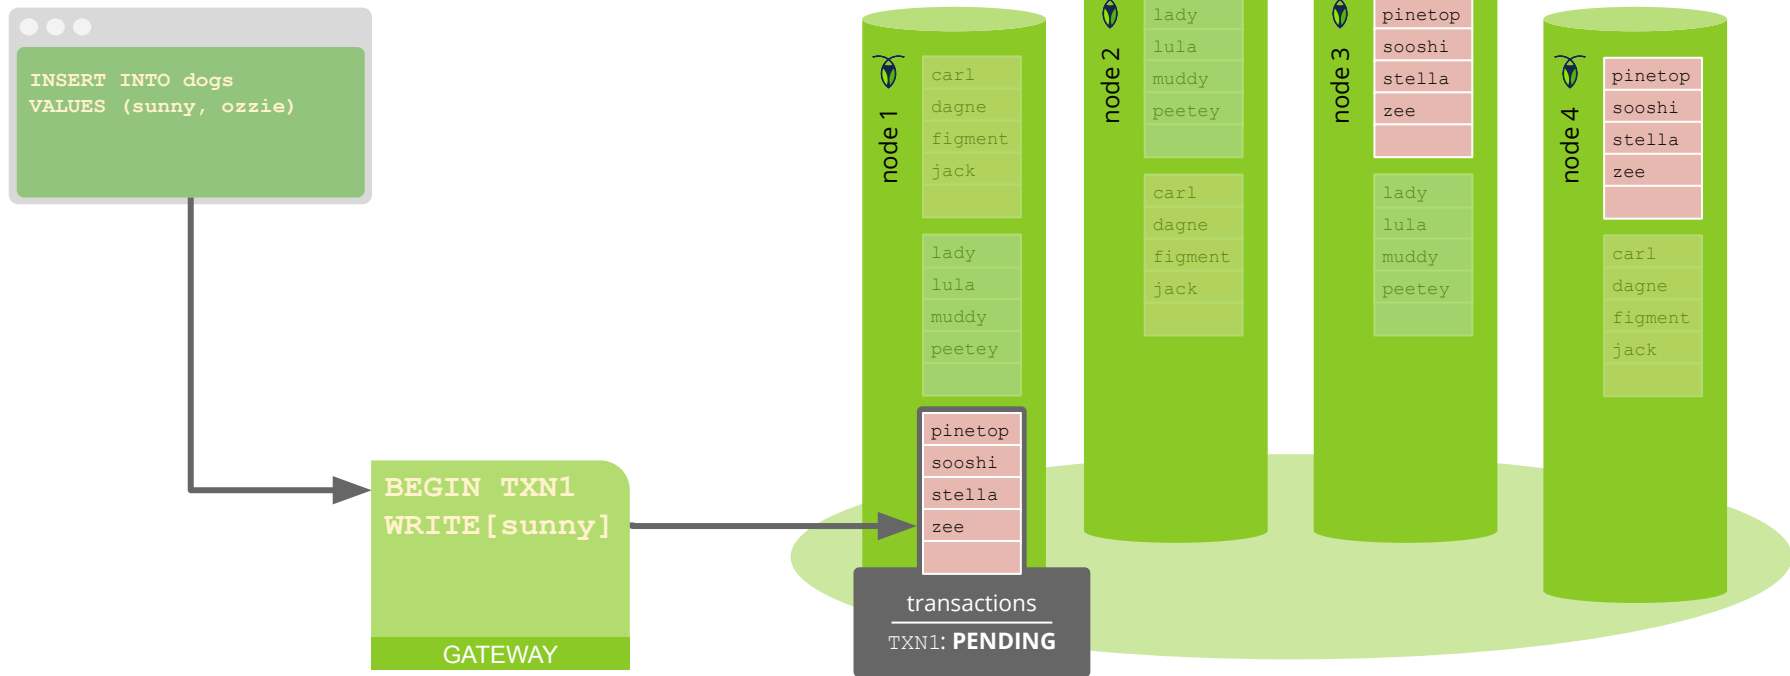 INSERT INTO dogs
VALUES (sunny, ozzie)
BEGIN TXN1
WRITE[sunny]
GATEWAY
node 1
carl
dagne
figment
jack
lady
lula
muddy
peetey
pinetop
sooshi
stella
zee
transactions
TXN1: PENDING
node 2
lady
lula
muddy
peetey
carl
dagne
figment
jack
node 3
pinetop
sooshi
stella
zee
lady
lula
muddy
peetey
node 4
pinetop
sooshi
stella
zee
carl
dagne
figment
jack